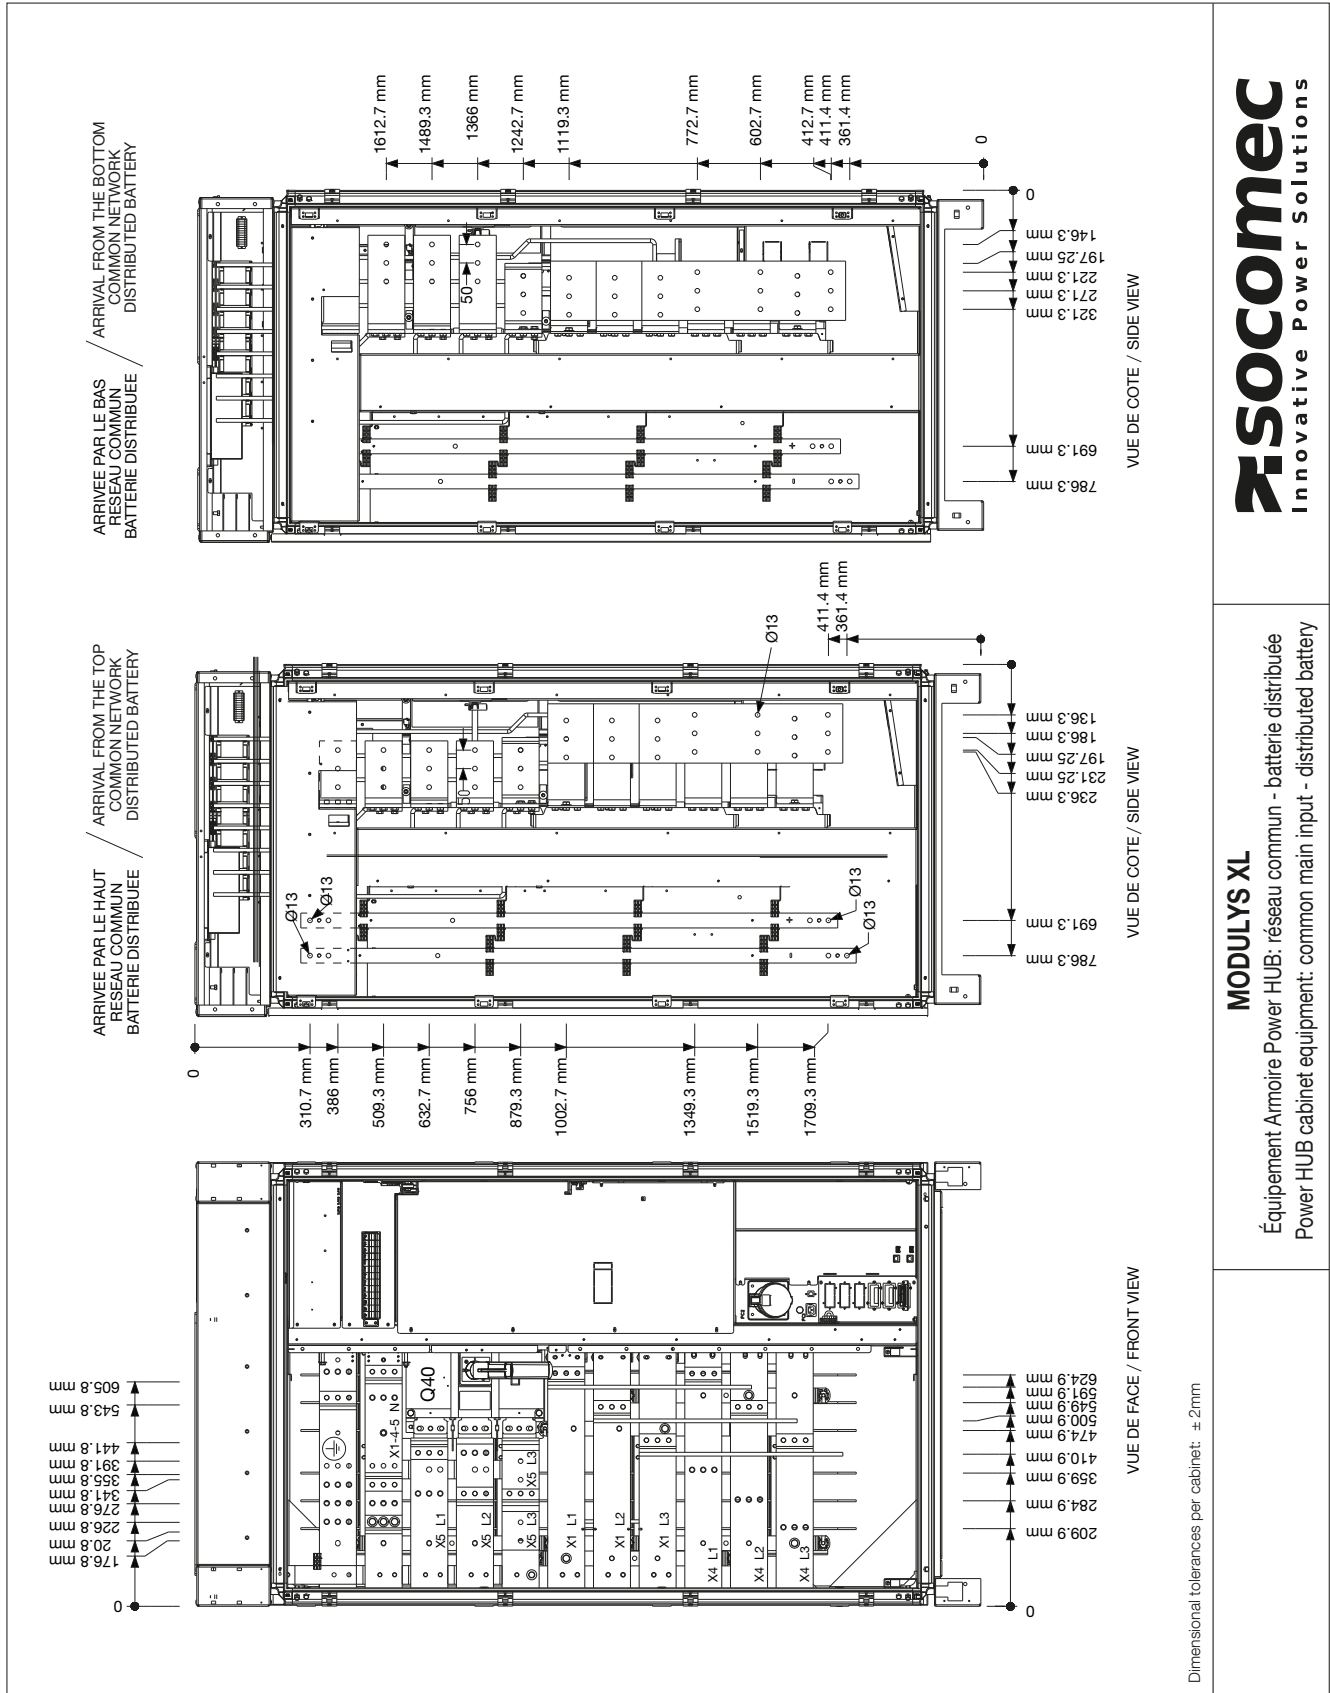 ARRIVEE PAR LE HAUT
RESEAU COMMUN
BATTERIE DISTRIBUEE
ARRIVAL FROM THE TOP
COMMON NETWORK
DISTRIBUTED BATTERY
ARRIVEE PAR LE BAS
RESEAU COMMUN
BATTERIE DISTRIBUEE
ARRIVAL FROM THE BOTTOM
COMMON NETWORK
DISTRIBUTED BATTERY
0
176.8 mm
20.8 mm
226.8 mm
276.8 mm
341.8 mm
355.8 mm
391.8 mm
441.8 mm
543.8 mm
605.8 mm
X1-4-5 N
Q40
X5 L1
X5 L2
X5 L3
X5 L3
X1 L1
X1 L2
X1 L3
X4 L1
X4 L2
X4 L3
0
209.9 mm
284.9 mm
359.9 mm
410.9 mm
474.9 mm
500.9 mm
549.9 mm
591.9 mm
624.9 mm
VUE DE FACE / FRONT VIEW
0
310.7 mm
386 mm
509.3 mm
632.7 mm
756 mm
879.3 mm
1002.7 mm
1349.3 mm
1519.3 mm
1709.3 mm
Ø13
Ø13
50
Ø13
Ø13
Ø13
411.4 mm
361.4 mm
786.3 mm
691.3 mm
236.3 mm
231.25 mm
197.25 mm
186.3 mm
136.3 mm
VUE DE COTE / SIDE VIEW
1612.7 mm
1489.3 mm
1366 mm
1242.7 mm
1119.3 mm
772.7 mm
602.7 mm
412.7 mm
411.4 mm
361.4 mm
0
50
786.3 mm
691.3 mm
321.3 mm
271.3 mm
221.3 mm
197.25 mm
146.3 mm
0
VUE DE COTE / SIDE VIEW
Dimensional tolerances per cabinet: ± 2mm
MODULYS XL
Équipement Armoire Power HUB: réseau commun - batterie distribuée
Power HUB cabinet equipment: common main input - distributed battery
socomec
Innovative Power Solutions